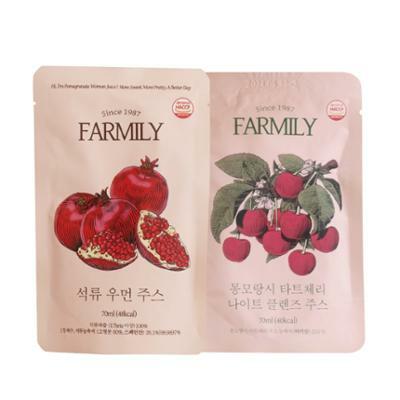 Hi, I'm Pomegranate Woman Juice! More Sweet, More Pretty, A Better Day
Since 1987
FARMILY
HACCP
석류 우먼 주스
70ml (48kcal)
Since 1987
FARMILY
HACCP
몽모랑시 타트체리
나이트 클렌즈 주스
70ml (40kcal)